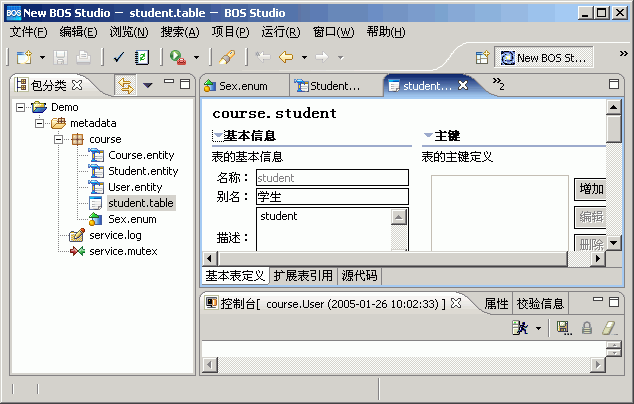 New BOS Studio - student.table - BOS Studio
文件(F) 编辑(E) 浏览(N) 搜索(A) 项目(P) 运行(R) 窗口(W) 帮助(H)
New BOS St...
包分类
Demo
metadata
course
Course.entity
Student.entity
User.entity
student.table
Sex.enum
service.log
service.mutex
Sex.enum Student... student... 2
course.student
基本信息 主键
表的基本信息 表的主键定义
名称： student
别名： 学生
描述： student
增加
编辑
删除
基本表定义 扩展表引用 源代码
控制台[ course.User (2005-01-26 10:02:33) ] 属性 校验信息